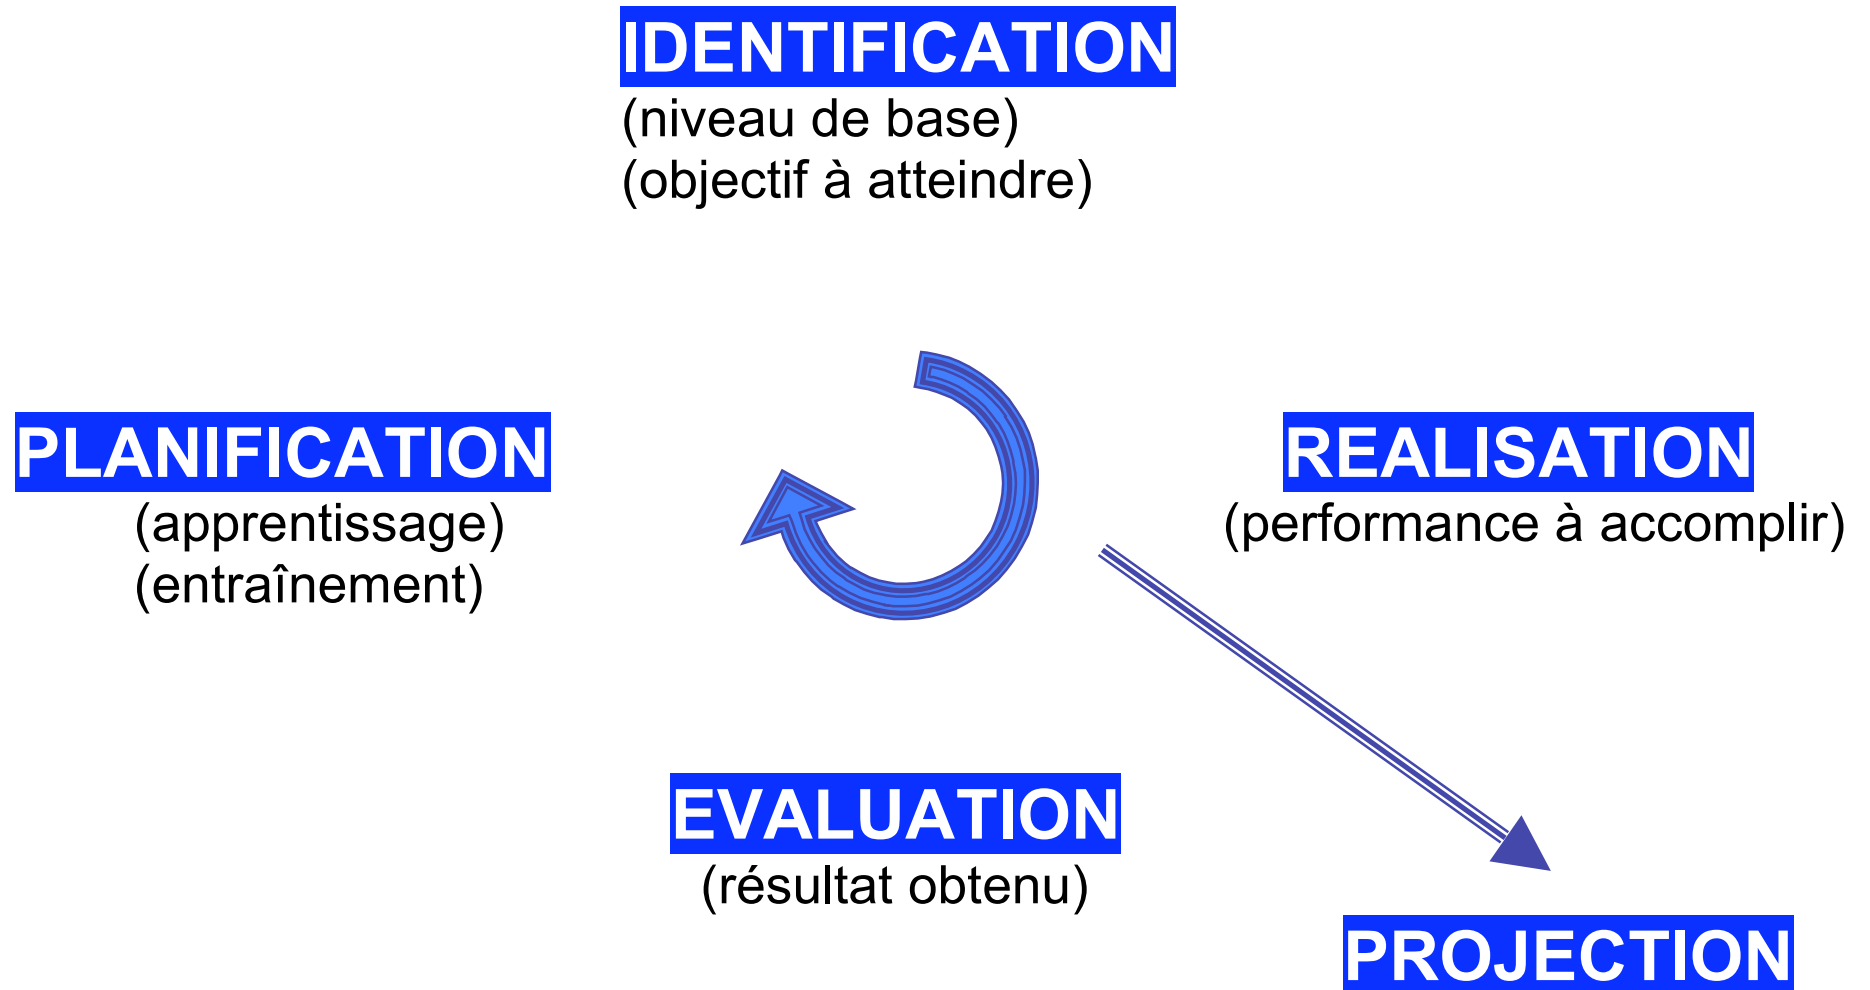 IDENTIFICATION
(niveau de base)
(objectif à atteindre)
PLANIFICATION
(apprentissage)
(entraînement)
REALISATION
(performance à accomplir)
EVALUATION
(résultat obtenu)
PROJECTION